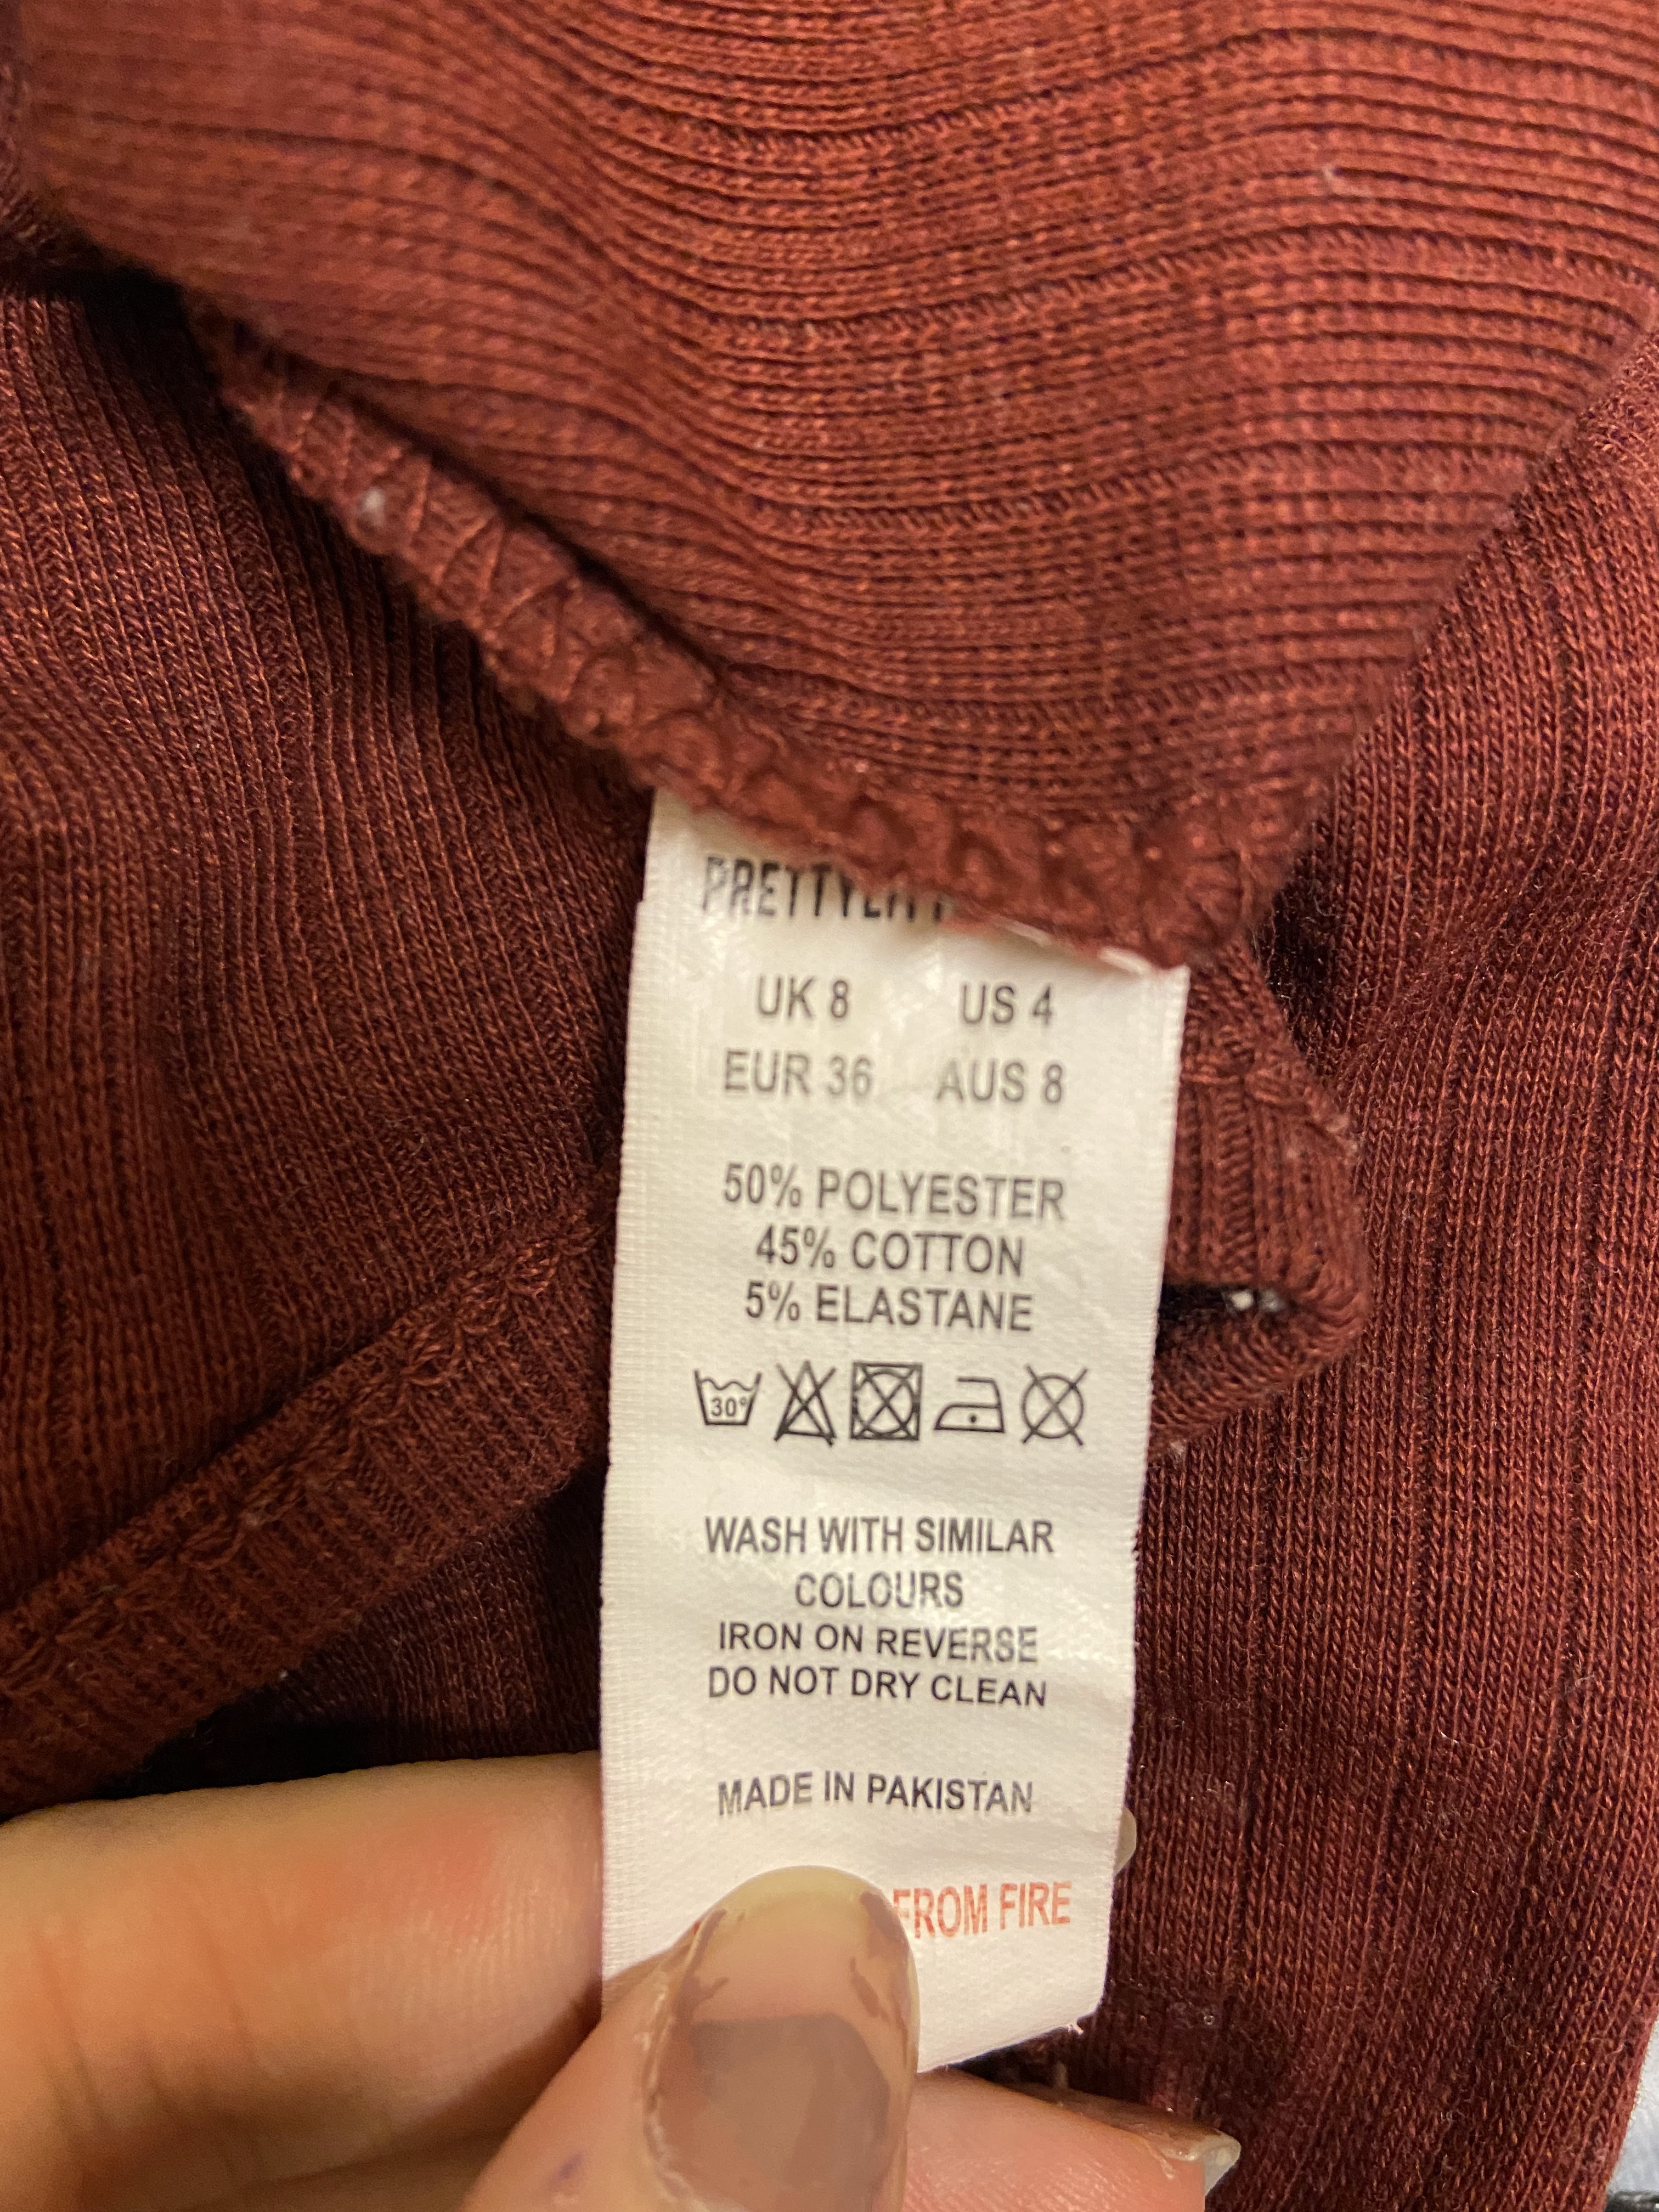 UK 8 US 4
EUR 36 AUS 8
50% POLYESTER
45% COTTON
5% ELASTANE
30°
WASH WITH SIMILAR
COLOURS
IRON ON REVERSE
DO NOT DRY CLEAN
MADE IN PAKISTAN
FROM FIRE